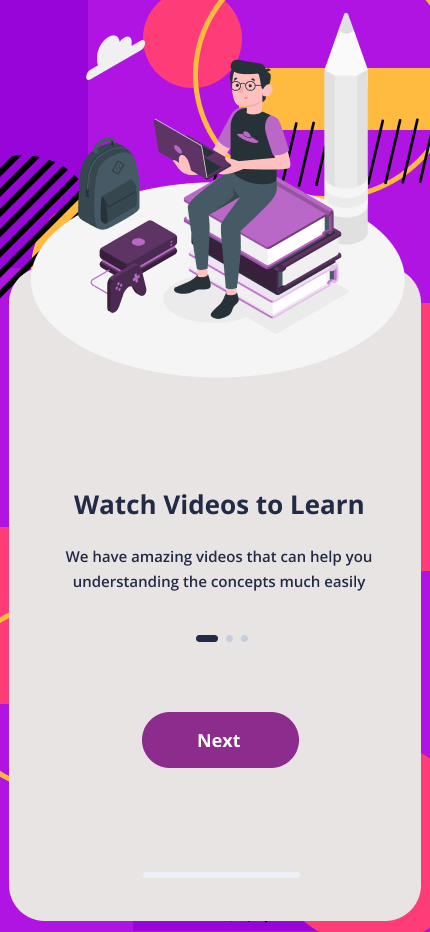 Watch Videos to Learn
We have amazing videos that can help you
understanding the concepts much easily
Next